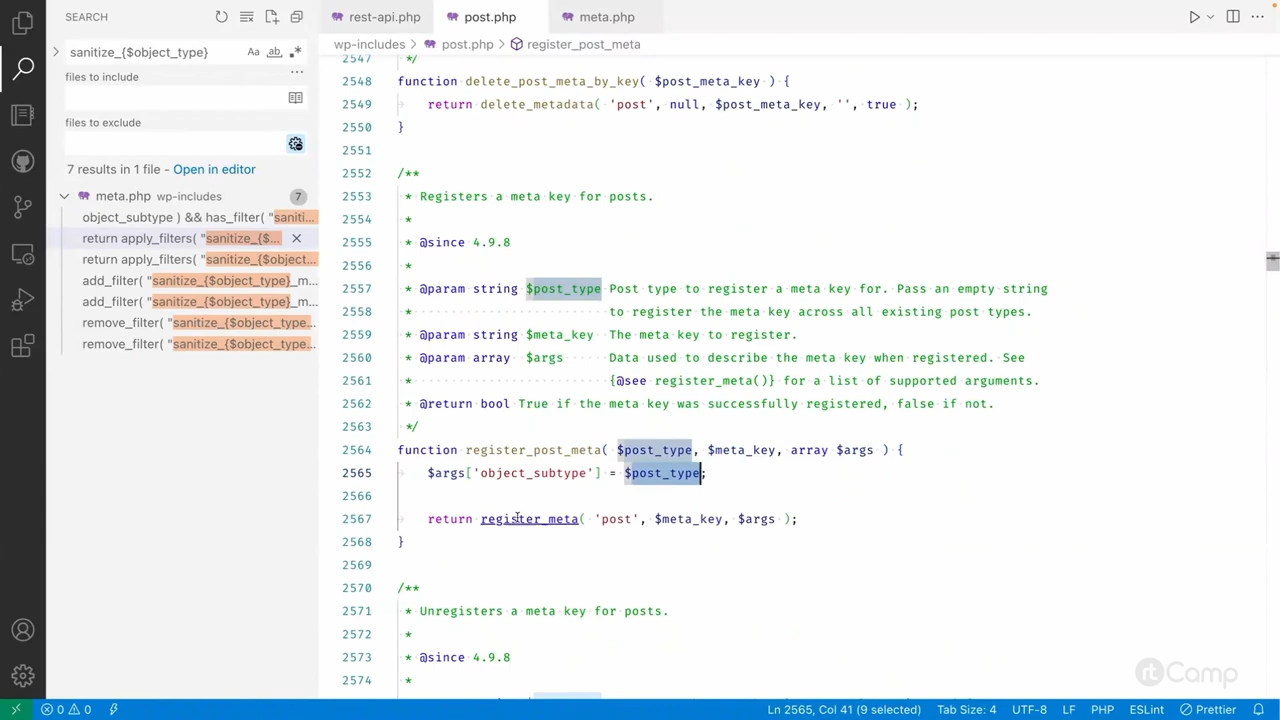 SEARCH
rest-api.php
post.php
meta.php
sanitize_{$object_type}
Aa
ab
files to include
files to exclude
7 results in 1 file - Open in editor
meta.php wp-includes
7
object_subtype ) && has_filter( "saniti...
return apply_filters( "sanitize_{$...
return apply_filters( "sanitize_{$object...
add_filter( "sanitize_{$object_type}_m...
add_filter( "sanitize_{$object_type}_m...
remove_filter( "sanitize_{$object_type...
remove_filter( "sanitize_{$object_type...
wp-includes > post.php > register_post_meta
2547 */
2548 function delete_post_meta_by_key( $post_meta_key ) {
2549 return delete_metadata( 'post', null, $post_meta_key, '', true );
2550 }
2551
2552 /**
2553 * Registers a meta key for posts.
2554 *
2555 * @since 4.9.8
2556 *
2557 * @param string $post_type Post type to register a meta key for. Pass an empty string
2558 * to register the meta key across all existing post types.
2559 * @param string $meta_key The meta key to register.
2560 * @param array $args Data used to describe the meta key when registered. See
2561 * {@see register_meta()} for a list of supported arguments.
2562 * @return bool True if the meta key was successfully registered, false if not.
2563 */
2564 function register_post_meta( $post_type, $meta_key, array $args ) {
2565 $args['object_subtype'] = $post_type;
2566
2567 return register_meta( 'post', $meta_key, $args );
2568 }
2569
2570 /**
2571 * Unregisters a meta key for posts.
2572 *
2573 * @since 4.9.8
2574 *
rtCamp
0 0
Ln 2565, Col 41 (9 selected) Tab Size: 4 UTF-8 LF PHP ESLint Prettier